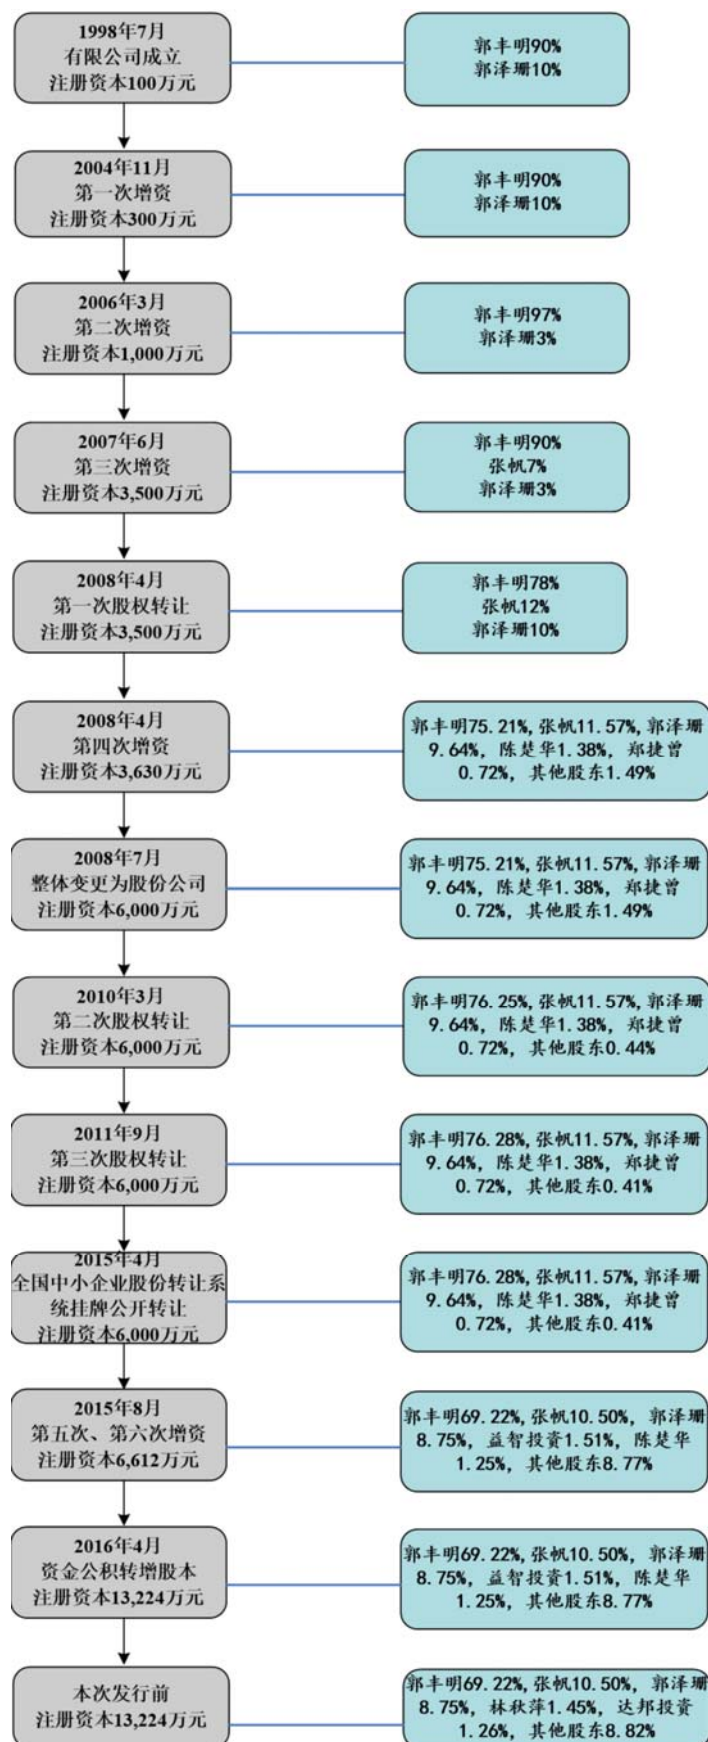 1998年7月
有限公司成立
注册资本100万元
郭丰明90%
郭泽珊10%
2004年11月
第一次增资
注册资本300万元
郭丰明90%
郭泽珊10%
2006年3月
第二次增资
注册资本1,000万元
郭丰明97%
郭泽珊3%
2007年6月
第三次增资
注册资本3,500万元
郭丰明90%
张帆7%
郭泽珊3%
2008年4月
第一次股权转让
注册资本3,500万元
郭丰明78%
张帆12%
郭泽珊10%
2008年4月
第四次增资
注册资本3,630万元
郭丰明75.21%,张帆11.57%,郭泽珊
9.64%, 陈楚华1.38%, 郑捷曾
0.72%, 其他股东1.49%
2008年7月
整体变更为股份公司
注册资本6,000万元
郭丰明75.21%,张帆11.57%,郭泽珊
9.64%, 陈楚华1.38%, 郑捷曾
0.72%, 其他股东1.49%
2010年3月
第二次股权转让
注册资本6,000万元
郭丰明76.25%,张帆11.57%,郭泽珊
9.64%, 陈楚华1.38%, 郑捷曾
0.72%, 其他股东0.44%
2011年9月
第三次股权转让
注册资本6,000万元
郭丰明76.28%,张帆11.57%,郭泽珊
9.64%, 陈楚华1.38%, 郑捷曾
0.72%, 其他股东0.41%
2015年4月
全国中小企业股份转让系
统挂牌公开转让
注册资本6,000万元
郭丰明76.28%,张帆11.57%,郭泽珊
9.64%, 陈楚华1.38%, 郑捷曾
0.72%, 其他股东0.41%
2015年8月
第五次、第六次增资
注册资本6,612万元
郭丰明69.22%,张帆10.50%, 郭泽珊
8.75%, 益智投资1.51%, 陈楚华
1.25%, 其他股东8.77%
2016年4月
资金公积转增股本
注册资本13,224万元
郭丰明69.22%,张帆10.50%, 郭泽珊
8.75%, 益智投资1.51%, 陈楚华
1.25%, 其他股东8.77%
本次发行前
注册资本13,224万元
郭丰明69.22%,张帆10.50%, 郭泽珊
8.75%, 林秋萍1.45%, 达邦投资
1.26%, 其他股东8.82%